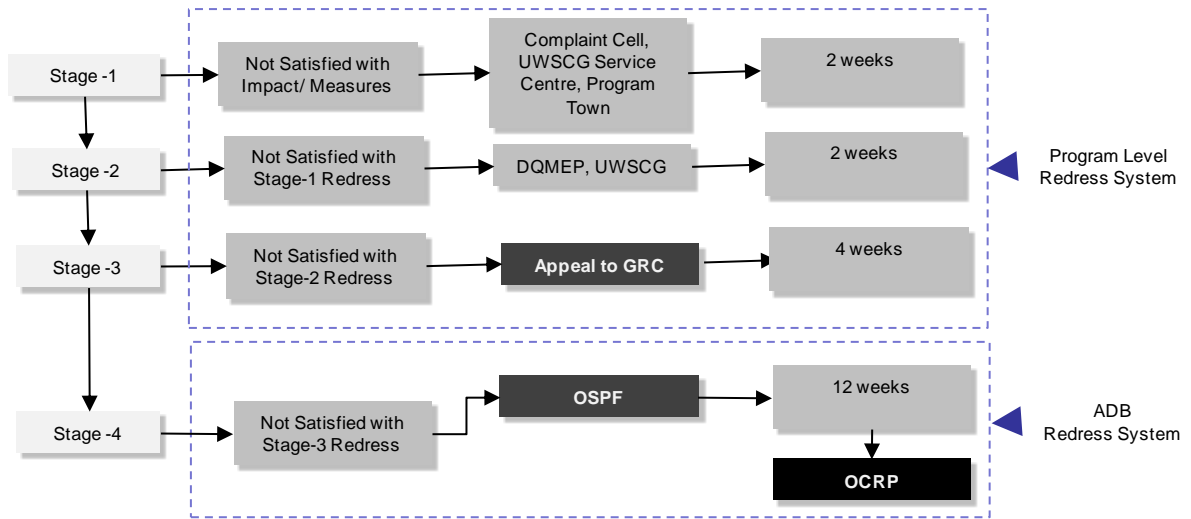 Stage -1
Not Satisfied with
Impact/ Measures
Complaint Cell,
UWSCG Service
Centre, Program
Town
2 weeks
Stage -2
Not Satisfied with
Stage-1 Redress
DQMEP, UWSCG
2 weeks
Program Level
Redress System
Stage -3
Not Satisfied with
Stage-2 Redress
Appeal to GRC
4 weeks
Stage -4
Not Satisfied with
Stage-3 Redress
OSPF
12 weeks
OCRP
ADB
Redress System